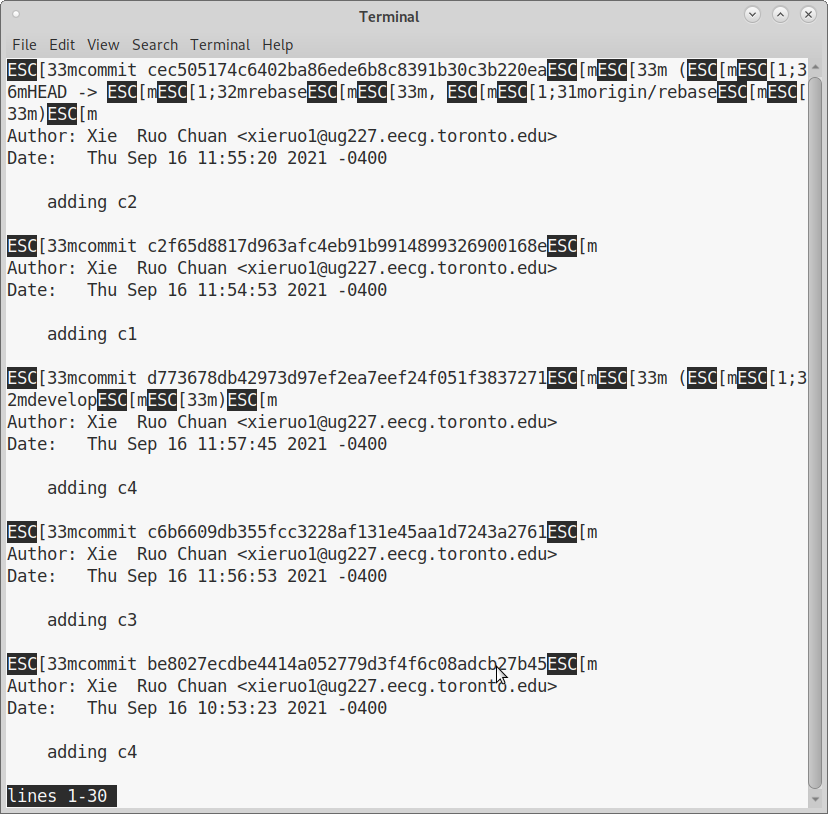 Terminal
File Edit View Search Terminal Help
ESC[33mcommit cec505174c6402ba86ede6b8c8391b30c3b220eaESC[mESC[33m (ESC[mESC[1;3
6mHEAD -> ESC[mESC[1;32mrebaseESC[mESC[33m, ESC[mESC[1;31morigin/rebaseESC[mESC[
33m)ESC[m
Author: Xie  Ruo Chuan <xieruo1@ug227.eecg.toronto.edu>
Date:   Thu Sep 16 11:55:20 2021 -0400
    adding c2
ESC[33mcommit c2f65d8817d963afc4eb91b9914899326900168eESC[m
Author: Xie  Ruo Chuan <xieruo1@ug227.eecg.toronto.edu>
Date:   Thu Sep 16 11:54:53 2021 -0400
    adding c1
ESC[33mcommit d773678db42973d97ef2ea7eef24f051f3837271ESC[mESC[33m (ESC[mESC[1;3
2mdevelopESC[mESC[33m)ESC[m
Author: Xie  Ruo Chuan <xieruo1@ug227.eecg.toronto.edu>
Date:   Thu Sep 16 11:57:45 2021 -0400
    adding c4
ESC[33mcommit c6b6609db355fcc3228af131e45aa1d7243a2761ESC[m
Author: Xie  Ruo Chuan <xieruo1@ug227.eecg.toronto.edu>
Date:   Thu Sep 16 11:56:53 2021 -0400
    adding c3
ESC[33mcommit be8027ecdbe4414a052779d3f4f6c08adcb27b45ESC[m
Author: Xie  Ruo Chuan <xieruo1@ug227.eecg.toronto.edu>
Date:   Thu Sep 16 10:53:23 2021 -0400
    adding c4
lines 1-30